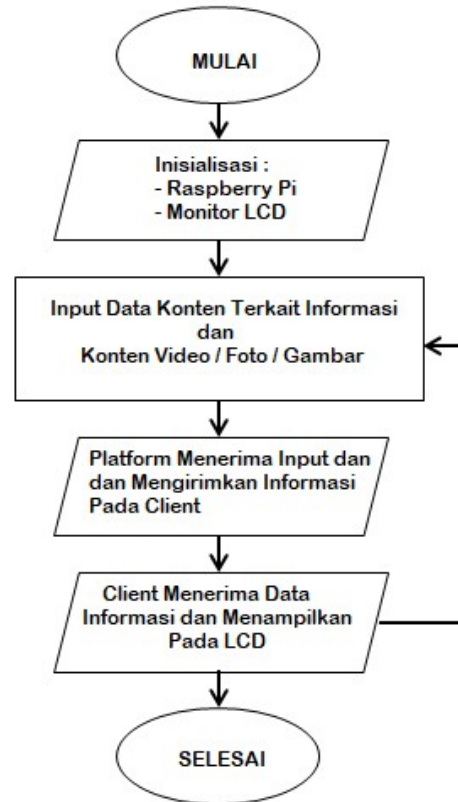 MULAI
Inisialisasi :
- Raspberry Pi
- Monitor LCD
Input Data Konten Terkait Informasi
dan
Konten Video / Foto / Gambar
Platform Menerima Input dan
dan Mengirimkan Informasi
Pada Client
Client Menerima Data
Informasi dan Menampilkan
Pada LCD
SELESAI